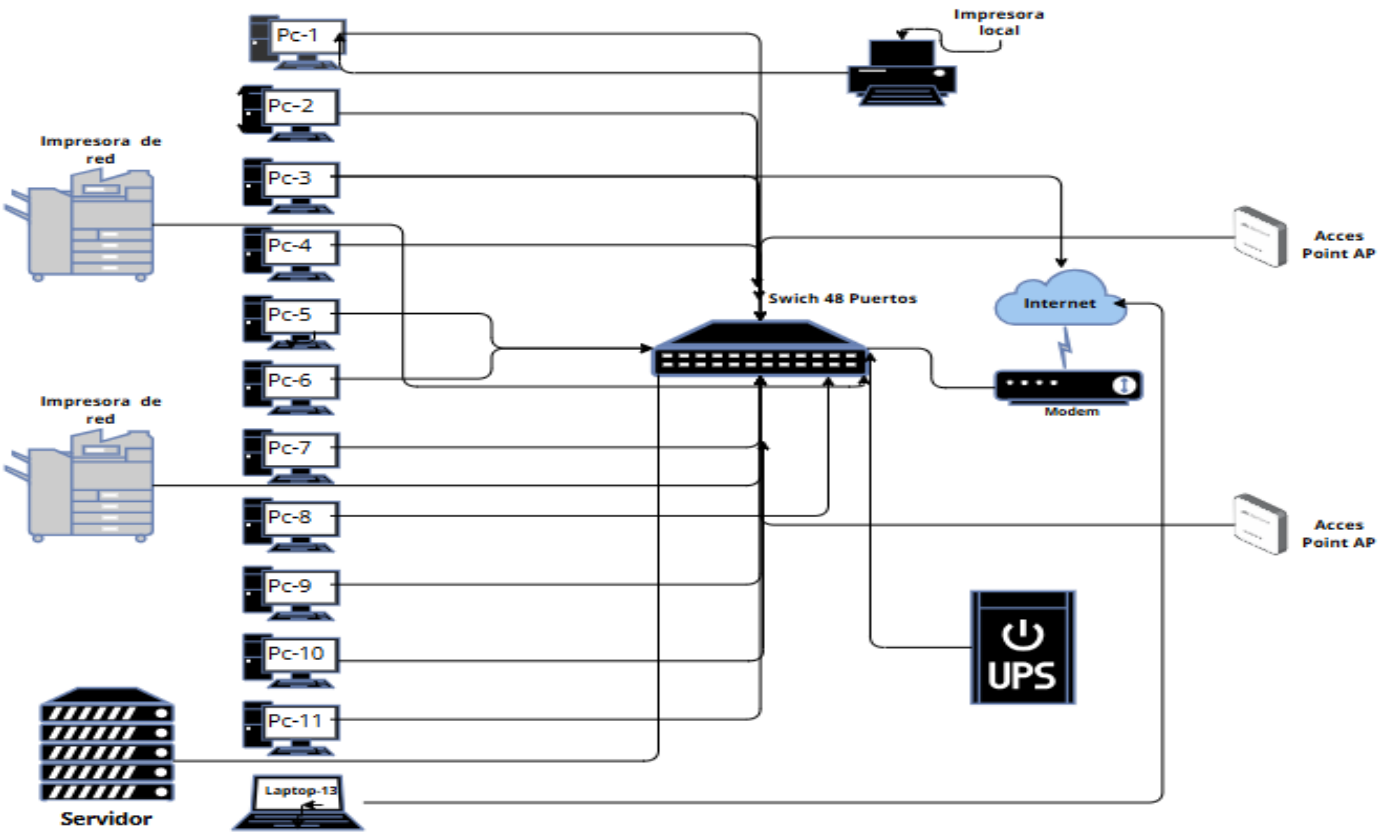 Impresora
local
Pc-1
Pc-2
Impresora de
red
Pc-3
Pc-4
Acces
Point AP
Swich 48 Puertos
Internet
Pc-5
Pc-6
Impresora de
red
Modem
Pc-7
Pc-8
Acces
Point AP
Pc-9
Pc-10
UPS
Pc-11
Laptop-13
Servidor